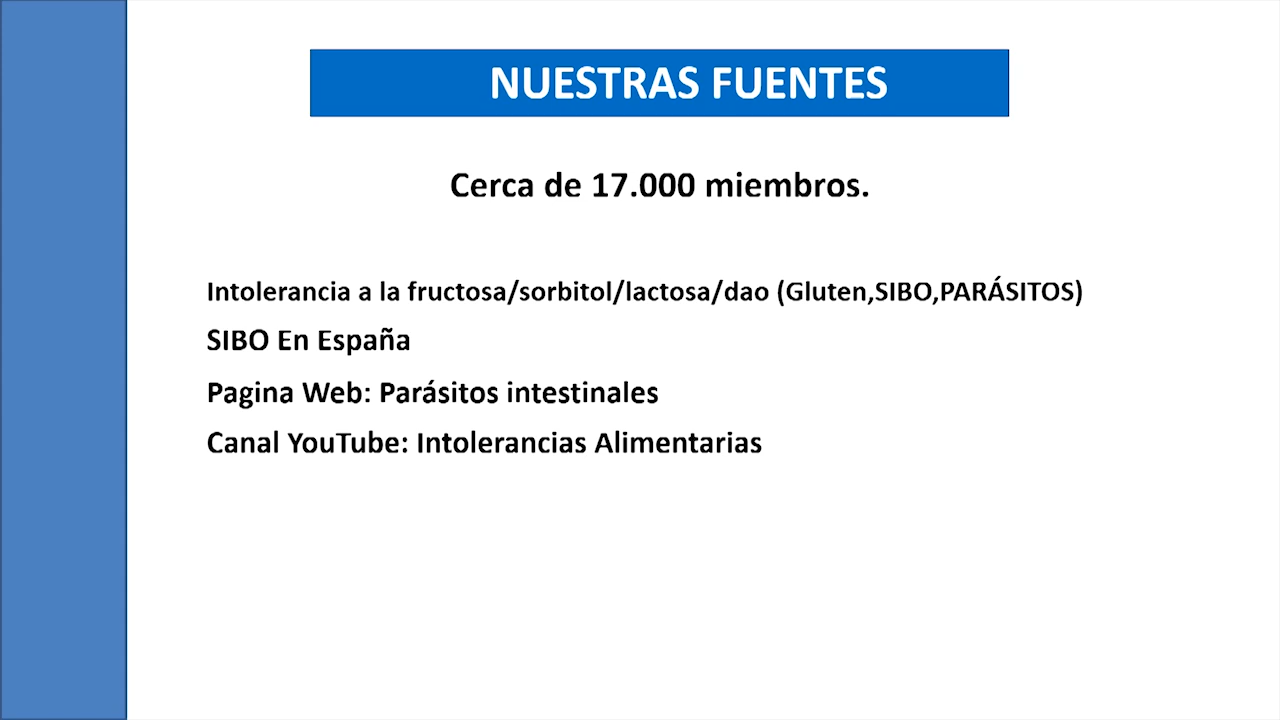 NUESTRAS FUENTES
Cerca de 17.000 miembros.
Intolerancia a la fructosa/sorbitol/lactosa/dao (Gluten,SIBO,PARÁSITOS)
SIBO En España
Pagina Web: Parásitos intestinales
Canal YouTube: Intolerancias Alimentarias